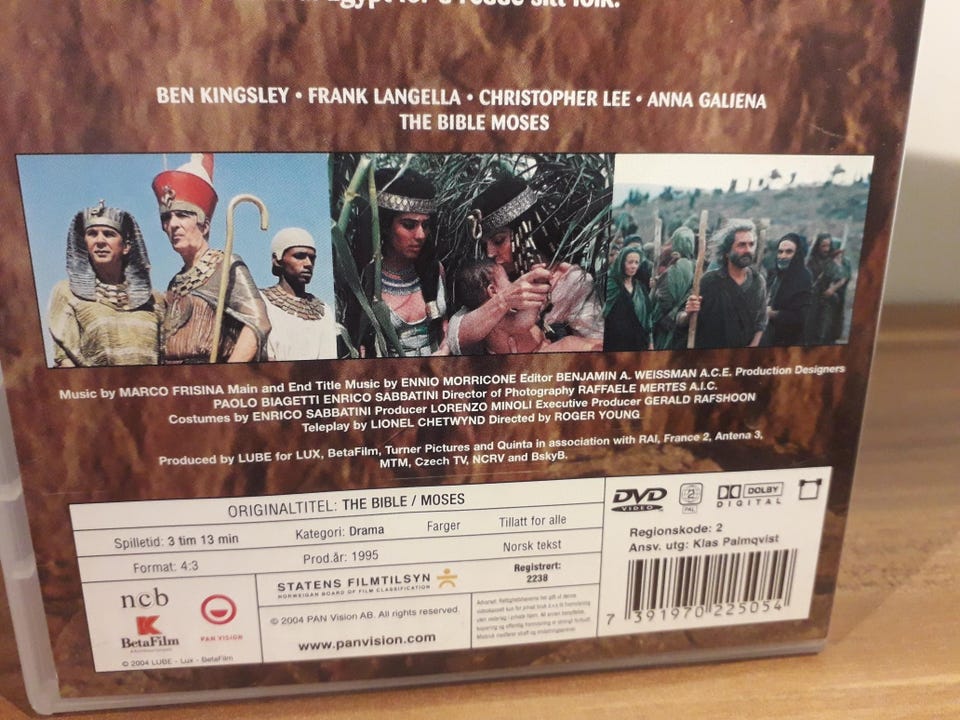 Egypt for å redde sitt folk.
BEN KINGSLEY • FRANK LANGELLA • CHRISTOPHER LEE • ANNA GALIENA
THE BIBLE MOSES
Music by MARCO FRISINA Main and End Title Music by ENNIO MORRICONE Editor BENJAMIN A. WEISSMAN A.C.E. Production Designers
PAOLO BIAGETTI ENRICO SABBATINI Director of Photography RAFFAELE MERTES A.I.C.
Costumes by ENRICO SABBATINI Producer LORENZO MINOLI Executive Producer GERALD RAFSHOON
Teleplay by LIONEL CHETWYND Directed by ROGER YOUNG
Produced by LUBE for LUX, BetaFilm, Turner Pictures and Quinta in association with RAI, France 2, Antena 3,
MTM, Czech TV, NCRV and BskyB.
ORIGINALTITEL: THE BIBLE / MOSES
Spilletid: 3 tim 13 min
Kategori: Drama
Farger
Tillatt for alle
Format: 4:3
Prod.år: 1995
Norsk tekst
DVD
VIDEO
2
PAL
DOLBY
DIGITAL
Regionskode: 2
Ansv. utg: Klas Palmqvist
7 391970 225054
ncb
BetaFilm
PAN VISION
© 2004 LUBE - Lux - BetaFilm
STATENS FILMTILSYN
NORWEGIAN BOARD OF FILM CLASSIFICATION
Registrert:
2238
© 2004 PAN Vision AB. All rights reserved.
www.panvision.com